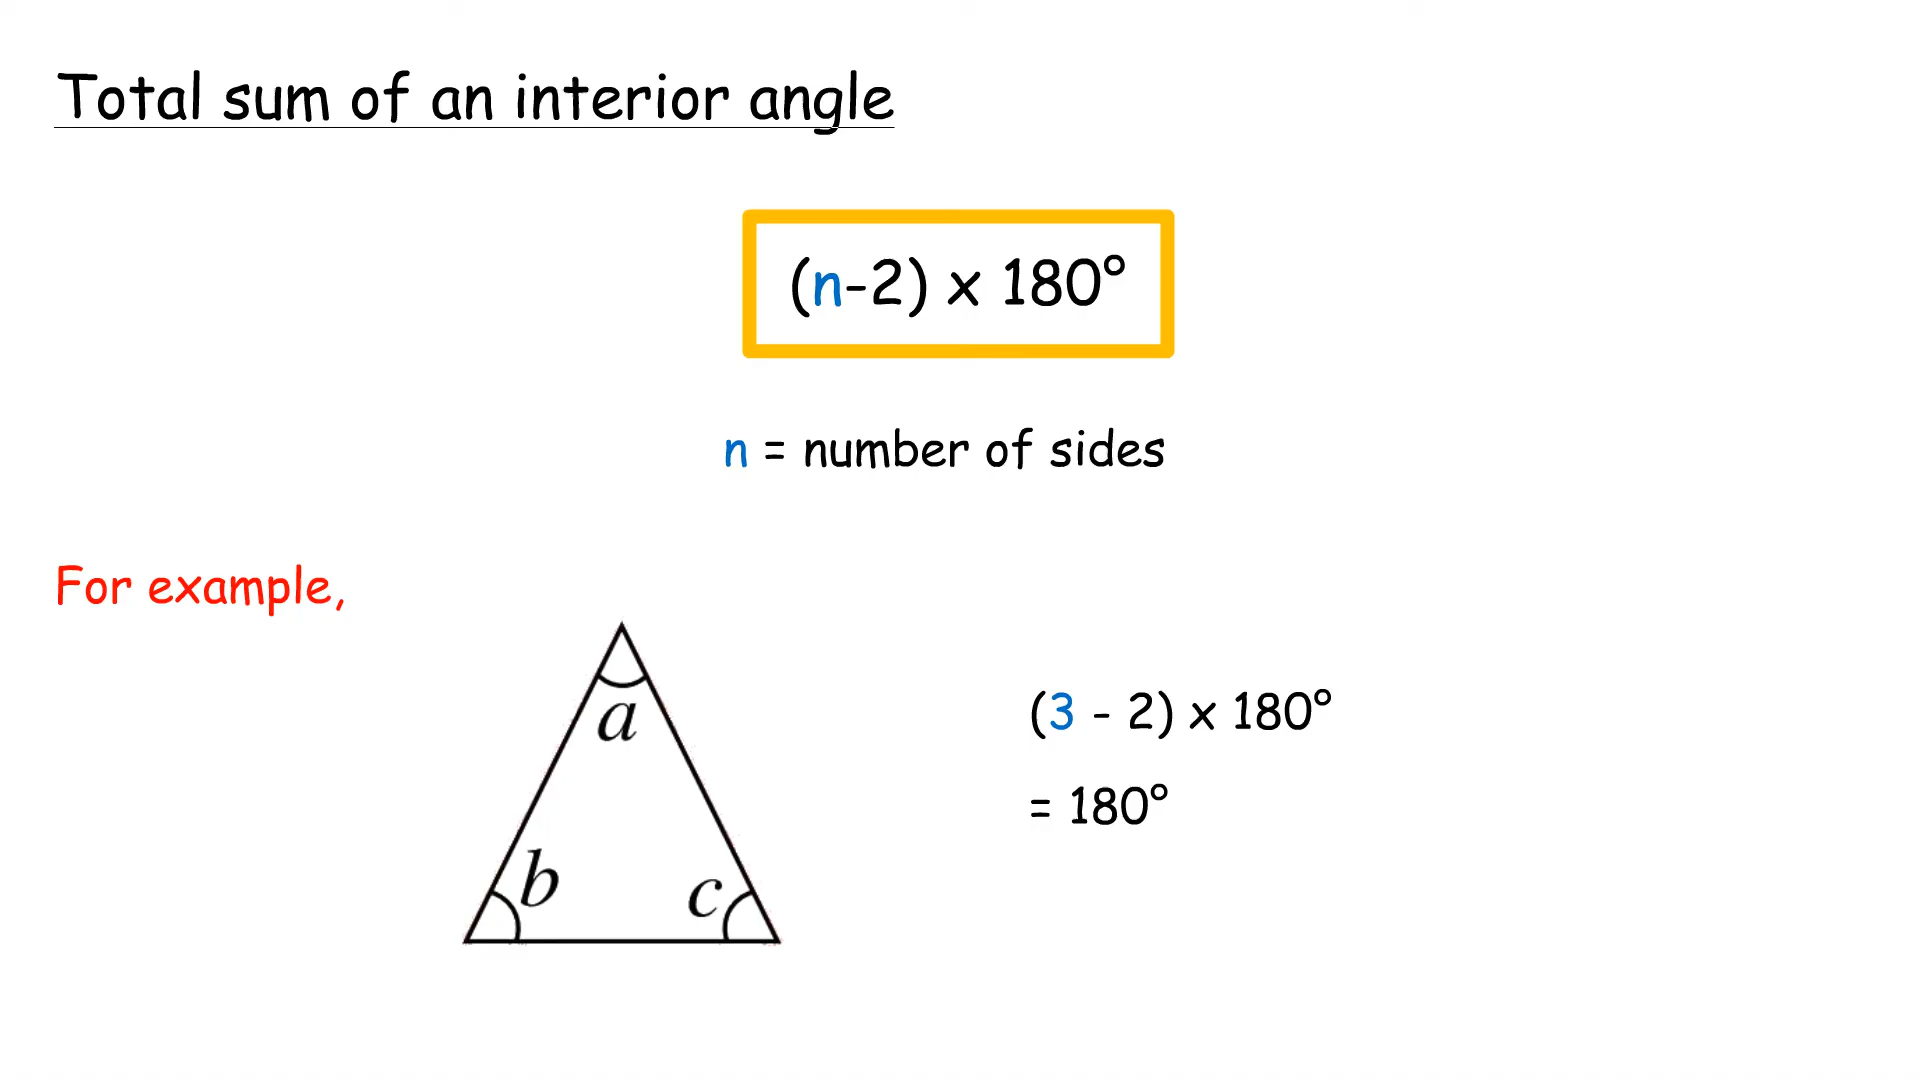 Total sum of an interior angle
(n-2) x 180°
n = number of sides
For example,
a
(3 - 2) x 180°
= 180°
b
c